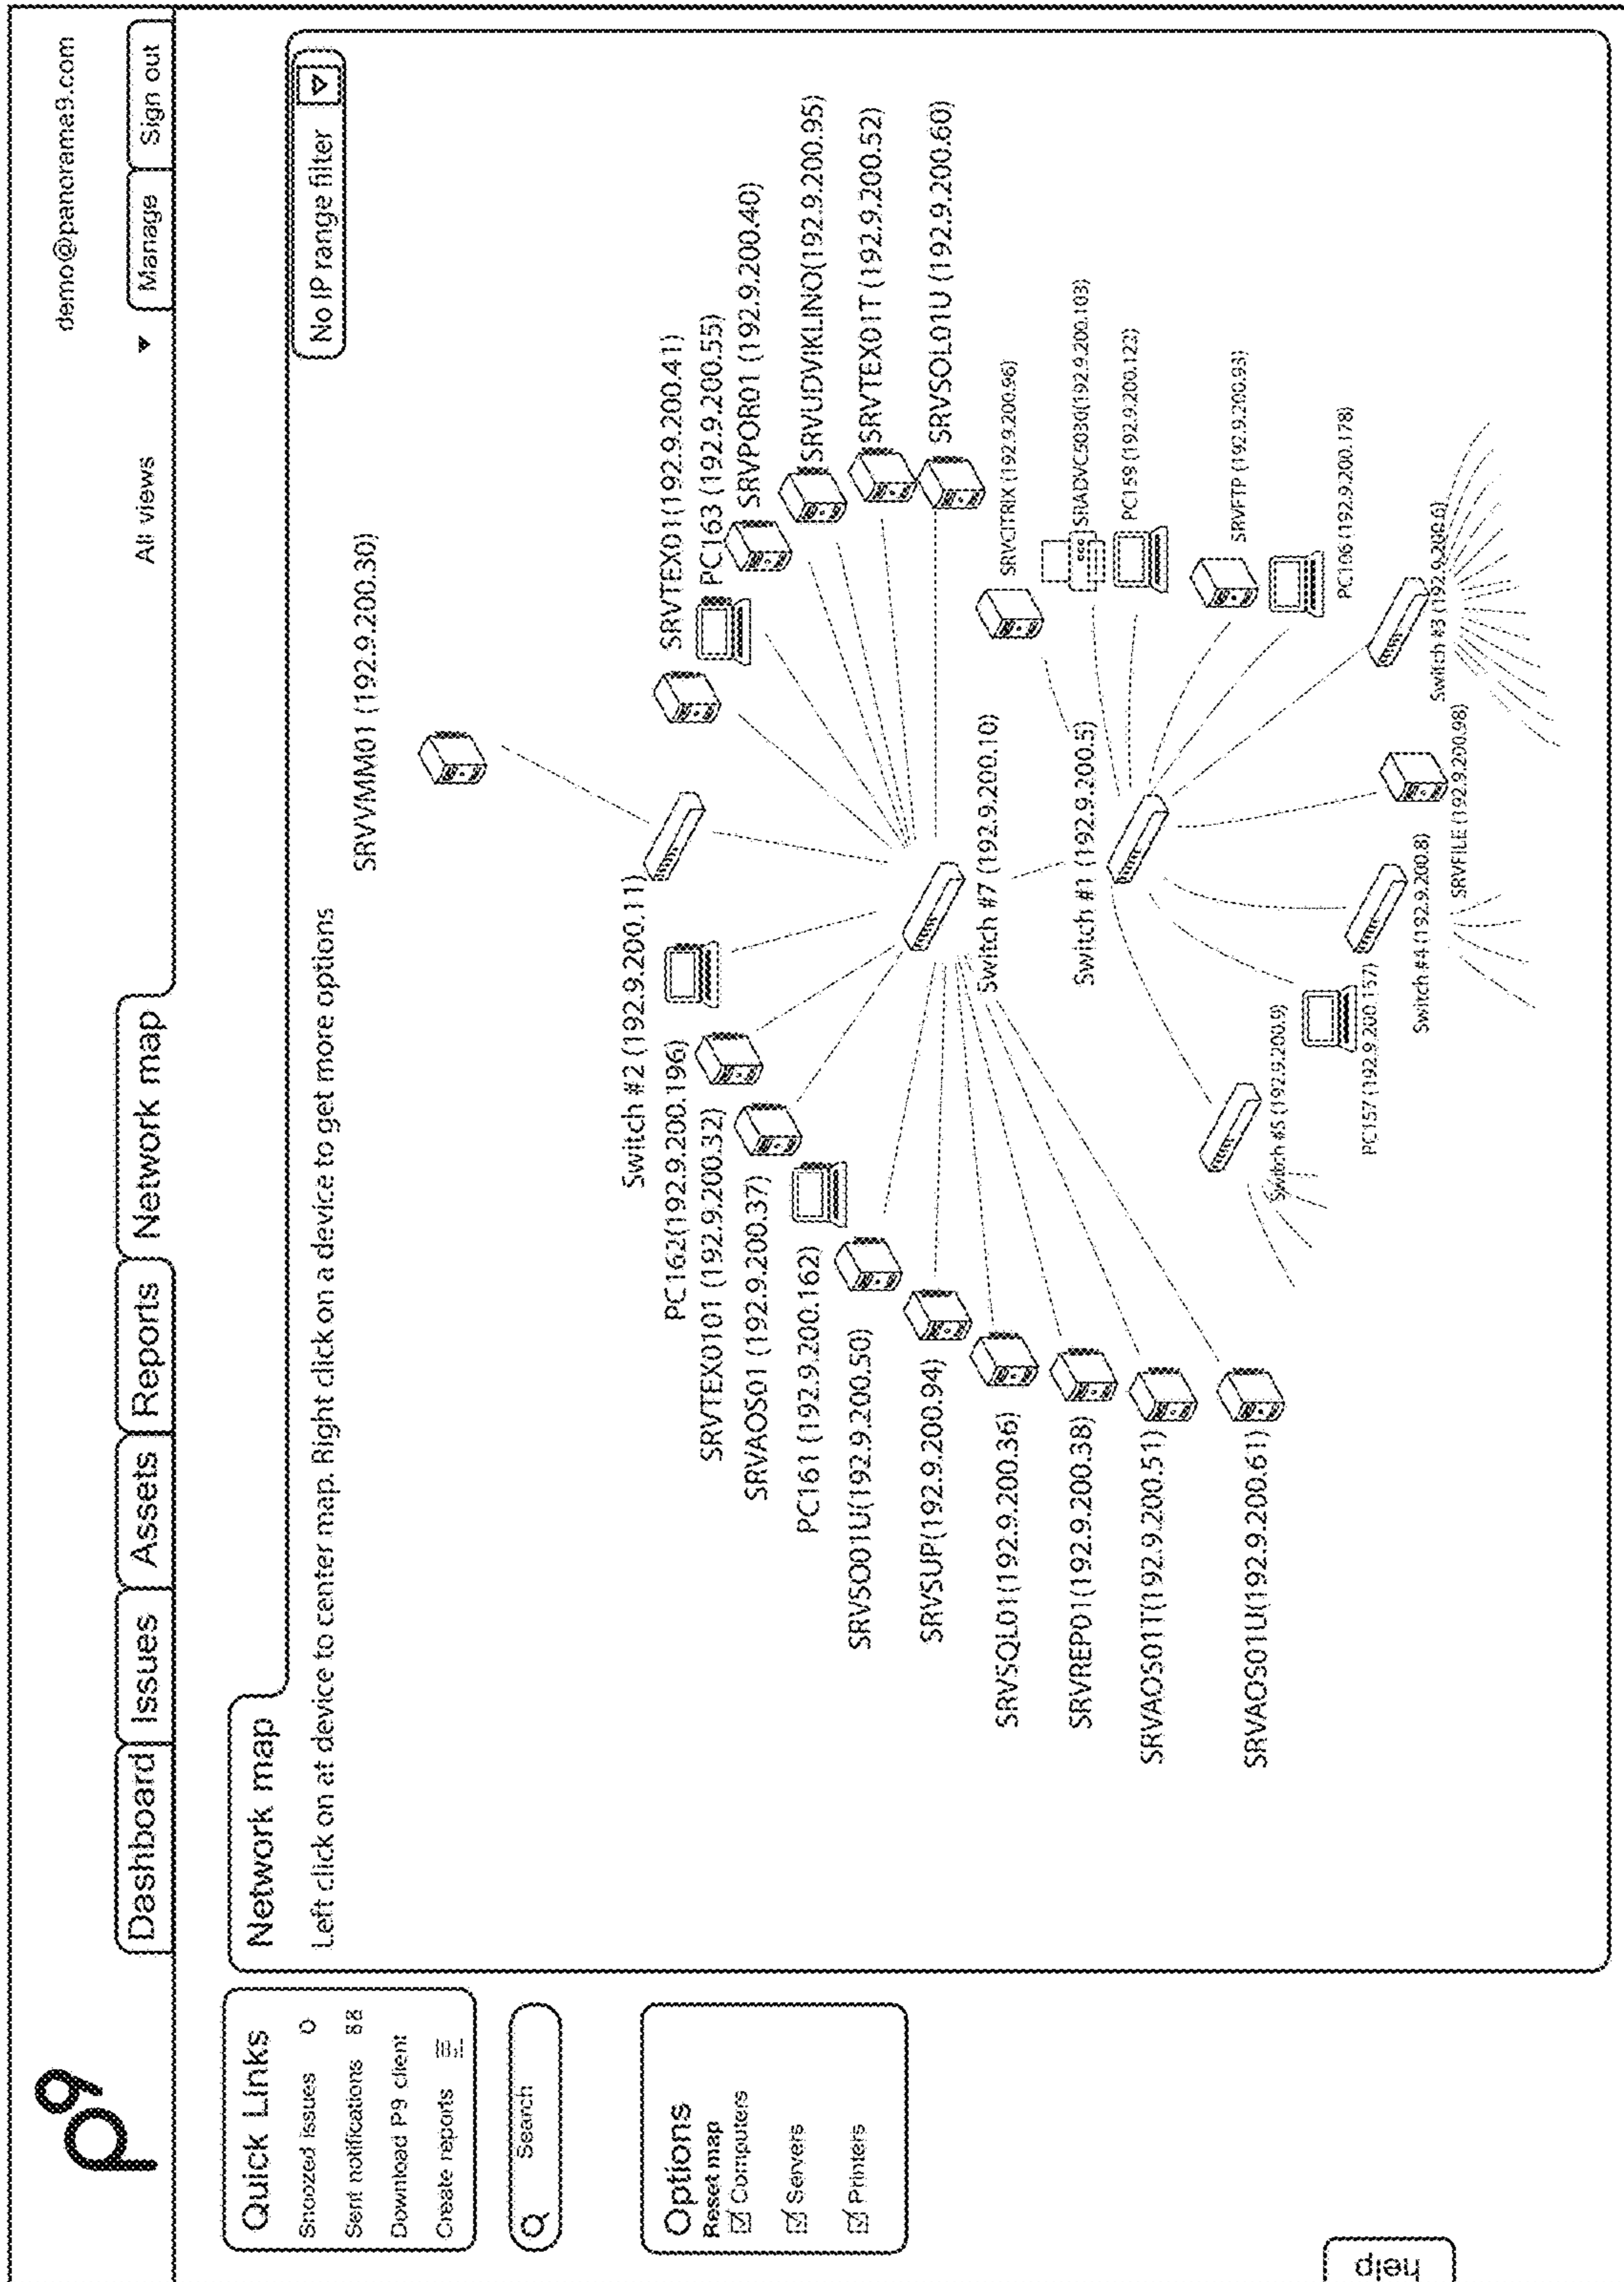 p9
demo@panorama9.com
Dashboard Issues Assets Reports Network map
All views Manage Sign out
Quick Links
Snoozed issues 0
Sent notifications 88
Download P9 client
Create reports
Search
Options
Reset map
Computers
Servers
Printers
help
Network map
No IP range filter
Left click on at device to center map. Right click on a device to get more options
SRVVMM01 (192.9.200.30)
Switch #2 (192.9.200.11)
SRVTEX01(192.9.200.41)
PC162(192.9.200.196)
PC163 (192.9.200.55)
SRVTEX0101 (192.9.200.32)
SRVPOR01 (192.9.200.40)
SRVAOS01 (192.9.200.37)
PC161 (192.9.200.162)
SRVUDVIKLINO(192.9.200.95)
SRVSO01U(192.9.200.50)
SRVTEX01T (192.9.200.52)
SRVSUP(192.9.200.94)
SRVSOL01U (192.9.200.60)
Switch #7 (192.9.200.10)
SRVSQL01(192.9.200.36)
SRVCITRIX (192.9.200.96)
SRVREP01(192.9.200.38)
Switch #1 (192.9.200.5)
SRADVC5030(192.9.200.103)
PC159 (192.9.200.123)
SRVAOS01T(192.9.200.51)
SRVFTP (192.9.200.93)
SRVAOS01U(192.9.200.61)
Switch #5 (192.9.200.9)
PC106 (192.9.200.178)
PC157 (192.9.200.157)
Switch #4 (192.9.200.8)
Switch #3 (192.9.200.6)
SRVFILE (192.9.200.98)